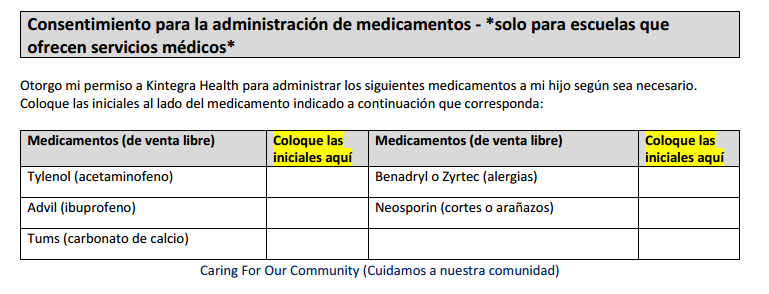 Consentimiento para la administración de medicamentos - *solo para escuelas que
ofrecen servicios médicos*
Otorgo mi permiso a Kintegra Health para administrar los siguientes medicamentos a mi hijo según sea necesario.
Coloque las iniciales al lado del medicamento indicado a continuación que corresponda:
Medicamentos (de venta libre) Coloque las iniciales aquí Medicamentos (de venta libre) Coloque las iniciales aquí
Tylenol (acetaminofeno) Benadryl o Zyrtec (alergias)
Advil (ibuprofeno) Neosporin (cortes o arañazos)
Tums (carbonato de calcio)
Caring For Our Community (Cuidamos a nuestra comunidad)